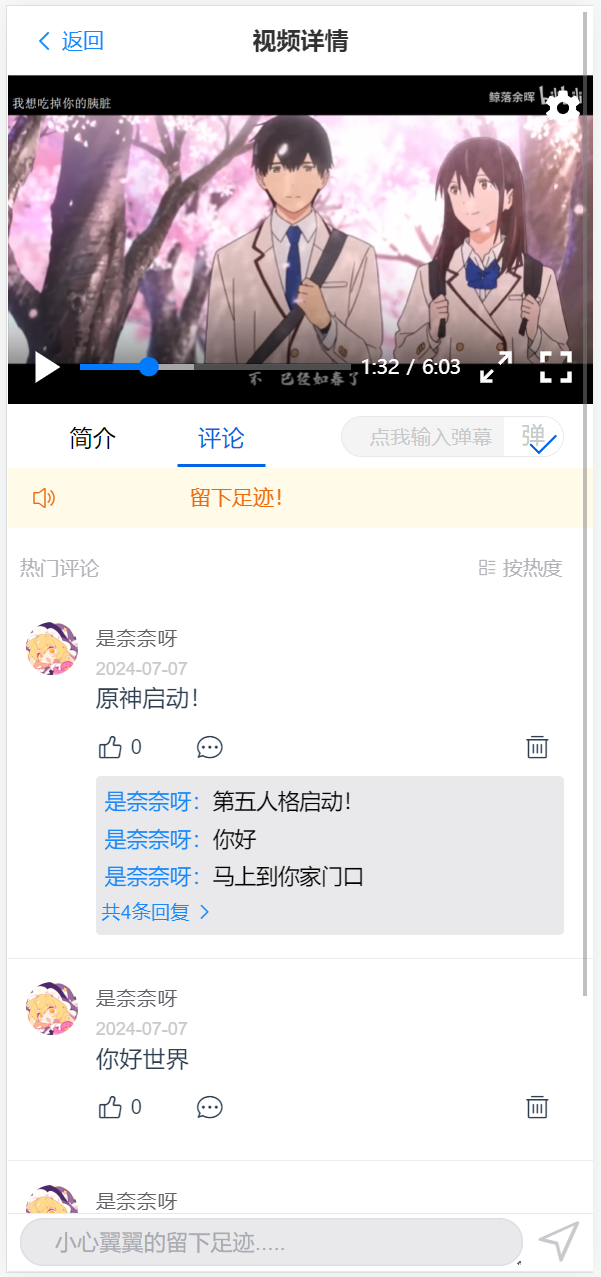 返回
视频详情
我想吃掉你的胰脏
鲸落余晖
1:32 / 6:03
不 已经如春了
简介
评论
点我输入弹幕
弹
留下足迹!
热门评论
按热度
是奈奈呀
2024-07-07
原神启动!
0
是奈奈呀: 第五人格启动!
是奈奈呀: 你好
是奈奈呀: 马上到你家门口
共4条回复
是奈奈呀
2024-07-07
你好世界
0
是奈奈呀
小心翼翼的留下足迹.....